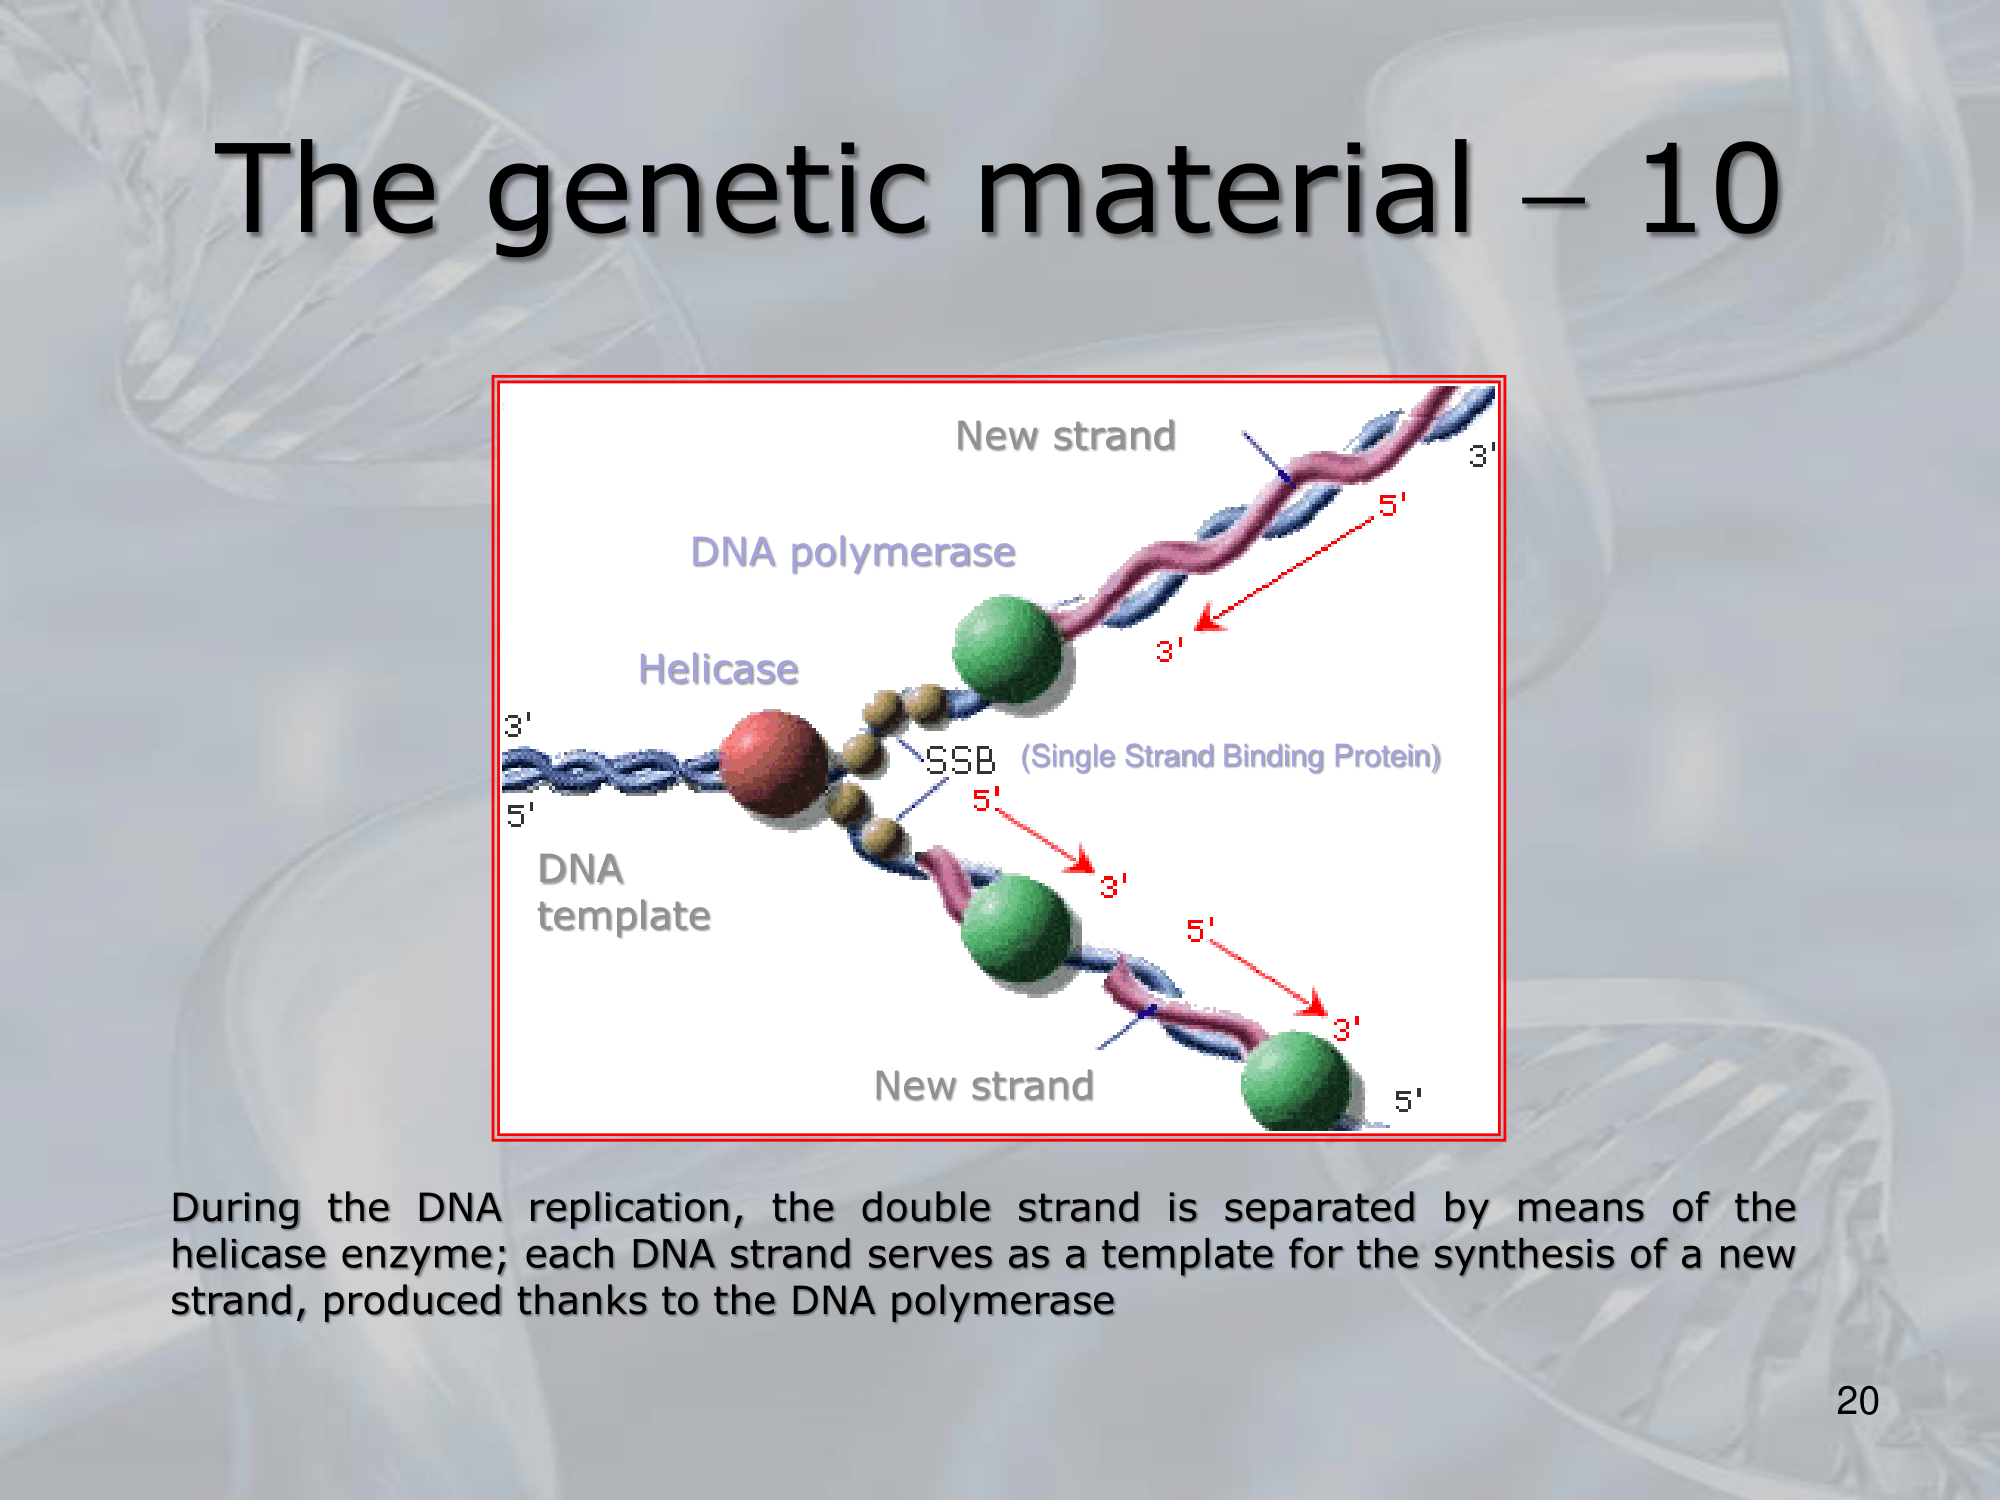 The genetic material – 10
New strand
3'
5'
DNA polymerase
3'
Helicase
3'
SSB (Single Strand Binding Protein)
5'
5'
DNA
template
3'
5'
3'
New strand
5'
During the DNA replication, the double strand is separated by means of the
helicase enzyme; each DNA strand serves as a template for the synthesis of a new
strand, produced thanks to the DNA polymerase
20